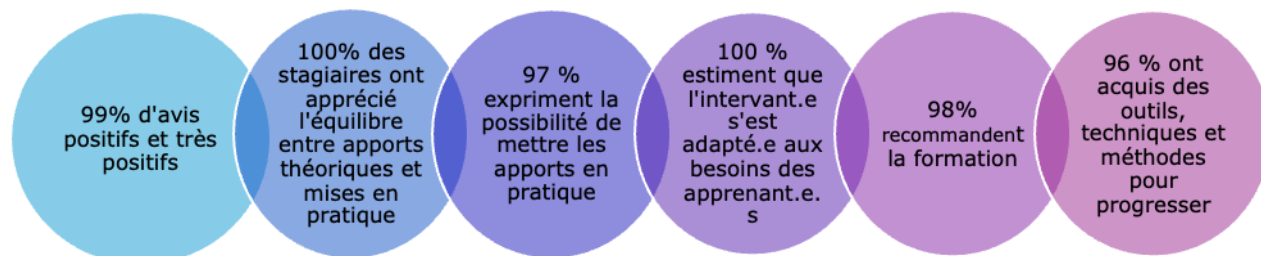 99% d'avis
positifs et très
positifs
100% des
stagiaires ont
apprécié
l'équilibre
entre apports
théoriques et
mises en
pratique
97 %
expriment la
possibilité de
mettre les
apports en
pratique
100 %
estiment que
l'intervant.e
s'est
adapté.e aux
besoins des
apprenant.e.
s
98%
recommandent
la formation
96 % ont
acquis des
outils,
techniques et
méthodes
pour
progresser